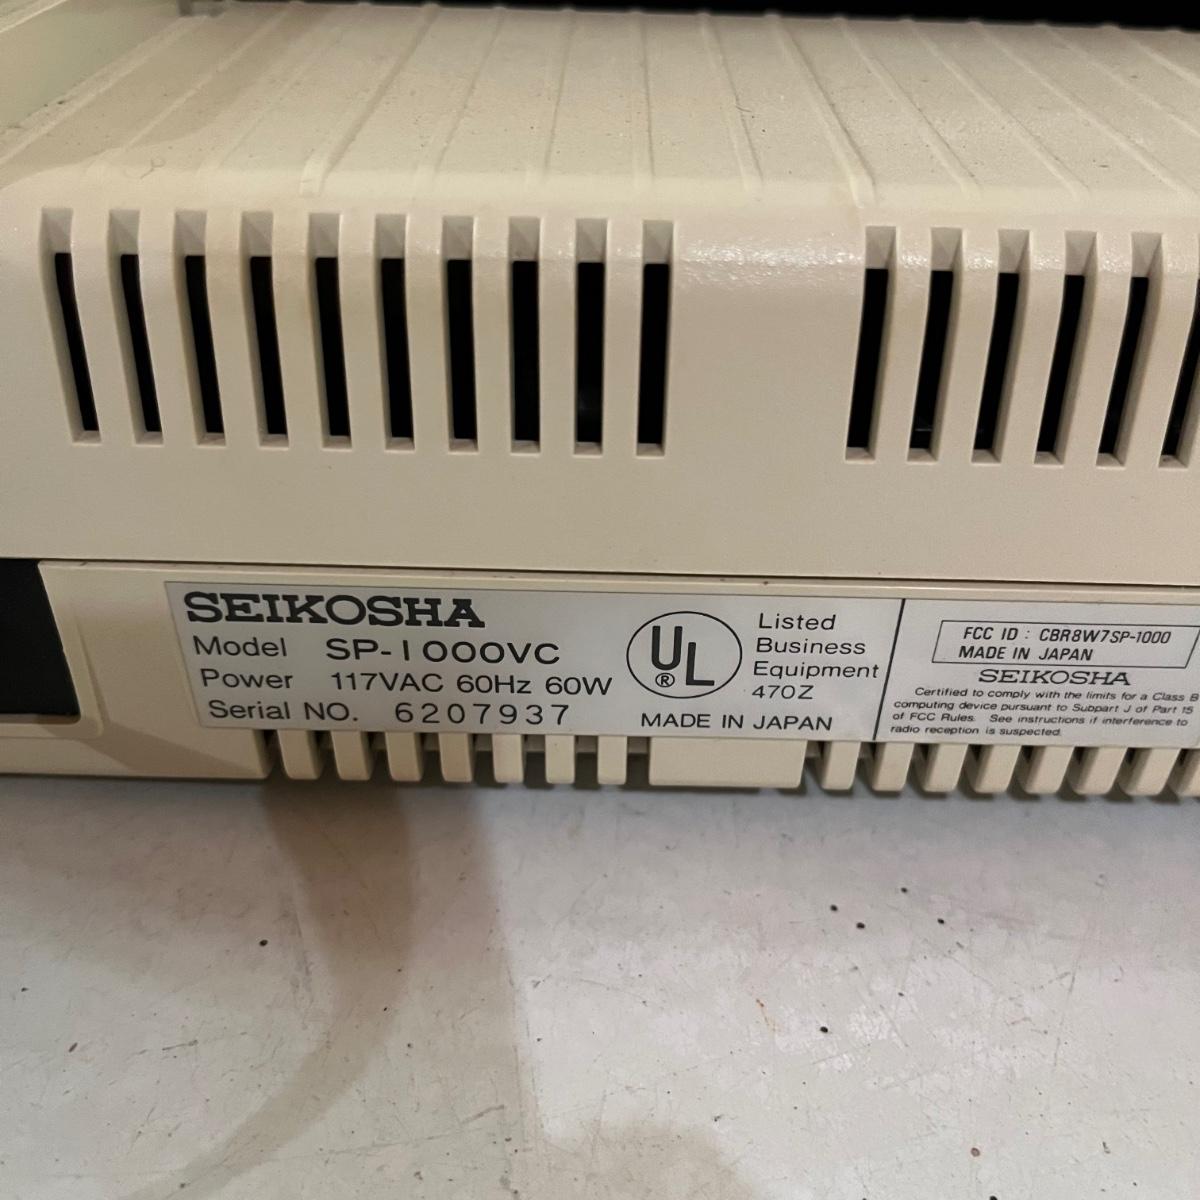 SEIKOSHA
Model SP-1000VC
Power 117VAC 60Hz 60W
Serial NO. 6207937
UL
®
Listed
Business
Equipment
470Z
MADE IN JAPAN
FCC ID : CBR8W7SP-1000
MADE IN JAPAN
SEIKOSHA
Certified to comply with the limits for a Class B
computing device pursuant to Subpart J of Part 15
of FCC Rules. See instructions if interference to
radio reception is suspected.